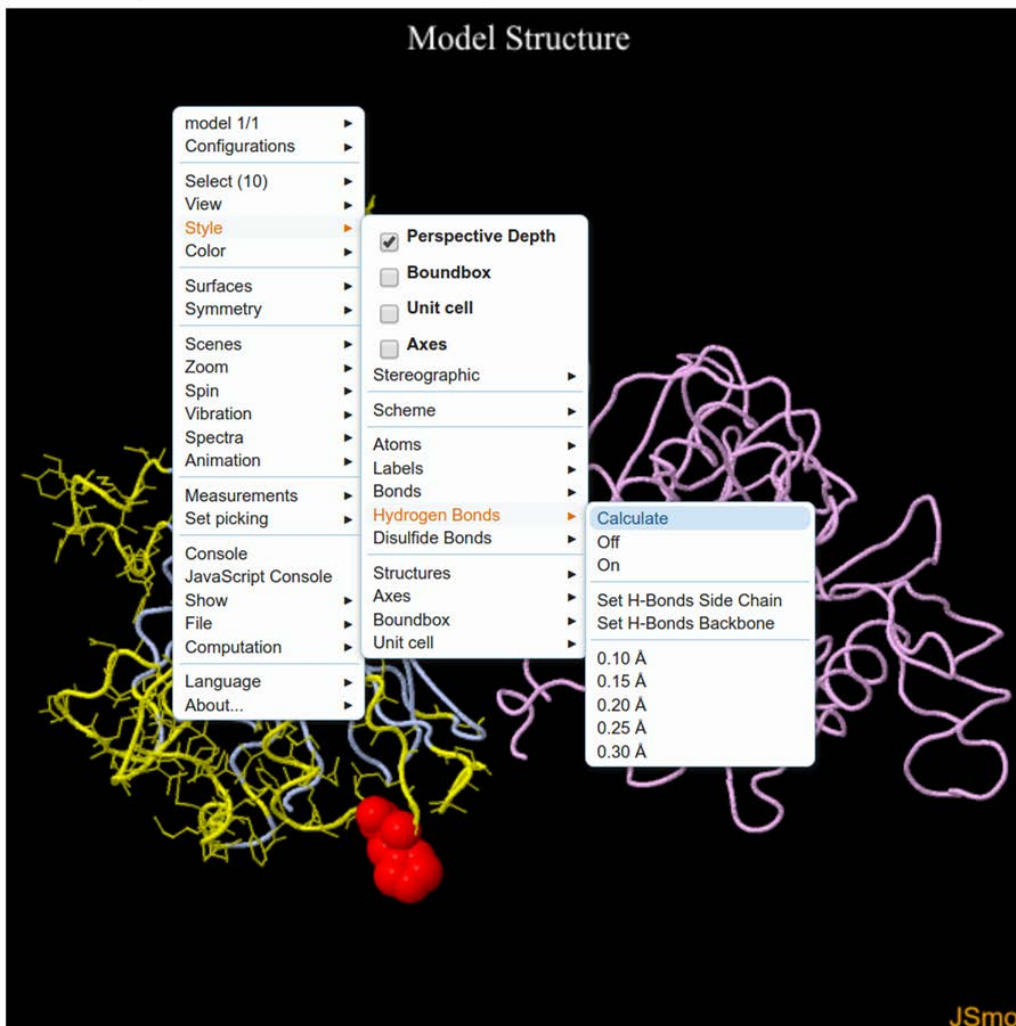 Model Structure
model 1/1
Configurations
Select (10)
View
Style
Color
Surfaces
Symmetry
Scenes
Zoom
Spin
Vibration
Spectra
Animation
Measurements
Set picking
Console
JavaScript Console
Show
File
Computation
Language
About...
Perspective Depth
Boundbox
Unit cell
Axes
Stereographic
Scheme
Atoms
Labels
Bonds
Hydrogen Bonds
Disulfide Bonds
Structures
Axes
Boundbox
Unit cell
Calculate
Off
On
Set H-Bonds Side Chain
Set H-Bonds Backbone
0.10 Å
0.15 Å
0.20 Å
0.25 Å
0.30 Å
JSmo